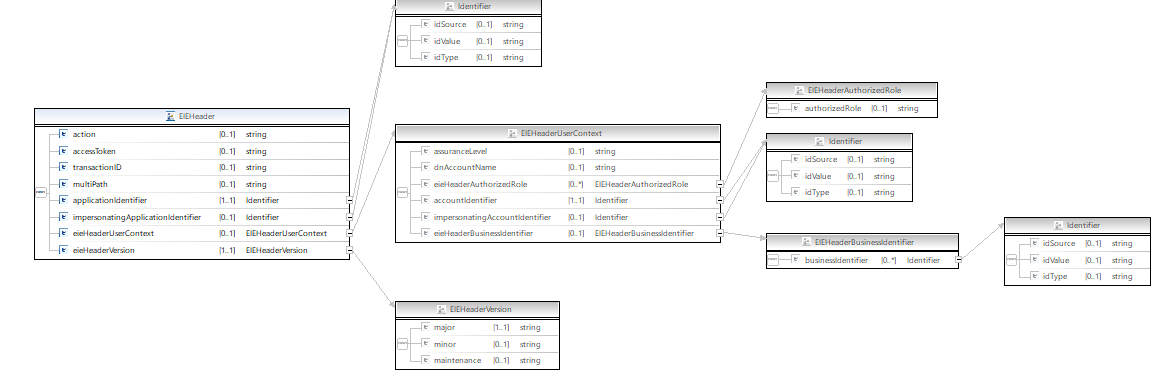 Identifier
idSource [0..1] string
idValue [0..1] string
idType [0..1] string
EIEHeader
action [0..1] string
accessToken [0..1] string
transactionID [0..1] string
multiPath [0..1] string
applicationIdentifier [1..1] Identifier
impersonatingApplicationIdentifier [0..1] Identifier
eieHeaderUserContext [0..1] EIEHeaderUserContext
eieHeaderVersion [1..1] EIEHeaderVersion
EIEHeaderUserContext
assuranceLevel [0..1] string
dnAccountName [0..1] string
eieHeaderAuthorizedRole [0..*] EIEHeaderAuthorizedRole
accountIdentifier [1..1] Identifier
impersonatingAccountIdentifier [0..1] Identifier
eieHeaderBusinessIdentifier [0..1] EIEHeaderBusinessIdentifier
EIEHeaderVersion
major [1..1] string
minor [0..1] string
maintenance [0..1] string
EIEHeaderAuthorizedRole
authorizedRole [0..1] string
Identifier
idSource [0..1] string
idValue [0..1] string
idType [0..1] string
EIEHeaderBusinessIdentifier
businessIdentifier [0..*] Identifier
Identifier
idSource [0..1] string
idValue [0..1] string
idType [0..1] string